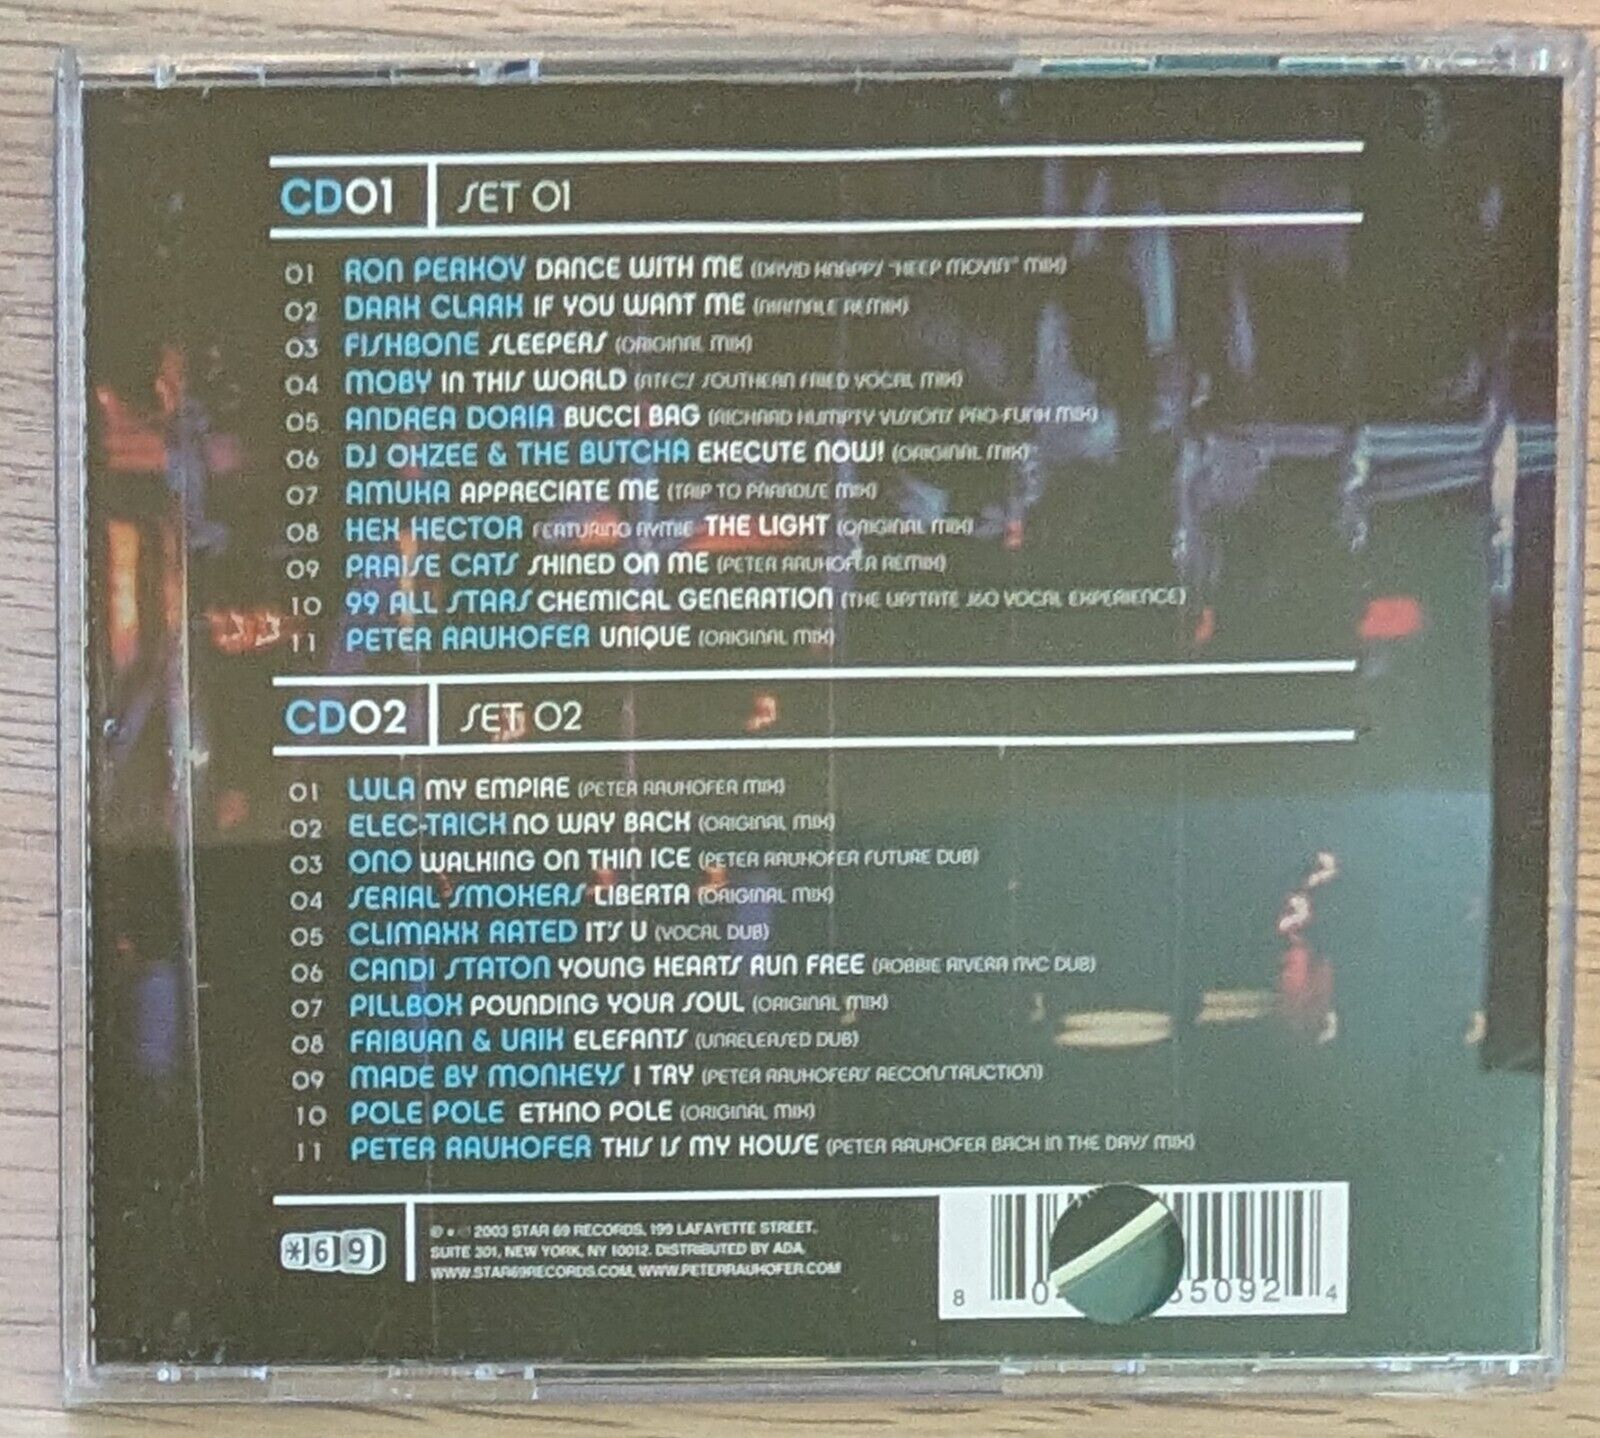 CD01 SET 01
01 RON PERKOV DANCE WITH ME (DAVID KNAPP'S "KEEP MOVIN" MIX)
02 DARK CLARK IF YOU WANT ME (AIRMALE REMIX)
03 FISHBONE SLEEPERS (ORIGINAL MIX)
04 MOBY IN THIS WORLD (ATFC'S SOUTHERN FRIED VOCAL MIX)
05 ANDREA DORIA BUCCI BAG (RICHARD HUMPTY VISION'S PRO-FUNK MIX)
06 DJ OHZEE & THE BUTCHA EXECUTE NOW! (ORIGINAL MIX)
07 AMUKA APPRECIATE ME (TRIP TO PARADISE MIX)
08 HEX HECTOR FEATURING AYMIE THE LIGHT (ORIGINAL MIX)
09 PRAISE CATS SHINED ON ME (PETER RAUHOFER REMIX)
10 99 ALL STARS CHEMICAL GENERATION (THE UPSTATE J60 VOCAL EXPERIENCE)
11 PETER RAUHOFER UNIQUE (ORIGINAL MIX)
CD02 SET 02
01 LULA MY EMPIRE (PETER RAUHOFER MIX)
02 ELEC-TRICK NO WAY BACK (ORIGINAL MIX)
03 ONO WALKING ON THIN ICE (PETER RAUHOFER FUTURE DUB)
04 SERIAL SMOKERS LIBERTA (ORIGINAL MIX)
05 CLIMAXX RATED IT'S U (VOCAL DUB)
06 CANDI STATON YOUNG HEARTS RUN FREE (ROBBIE RIVERA NYC DUB)
07 PILLBOX POUNDING YOUR SOUL (ORIGINAL MIX)
08 FRIBURN & URIK ELEFANTS (UNRELEASED DUB)
09 MADE BY MONKEYS I TRY (PETER RAUHOFER'S RECONSTRUCTION)
10 POLE POLE ETHNO POLE (ORIGINAL MIX)
11 PETER RAUHOFER THIS IS MY HOUSE (PETER RAUHOFER BACK IN THE DAYS MIX)
*69
2003 STAR 69 RECORDS, 199 LAFAYETTE STREET,
SUITE 301, NEW YORK, NY 10012. DISTRIBUTED BY ADA.
WWW.STAR69RECORDS.COM, WWW.PETERRAUHOFER.COM
8 0 55092 4